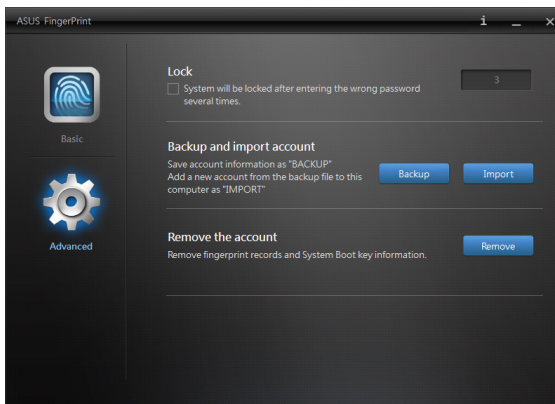 ASUS FingerPrint
Lock
System will be locked after entering the wrong password
several times.
3
Basic
Backup and import account
Save account information as "BACKUP"
Add a new account from the backup file to this
computer as "IMPORT"
Backup
Import
Advanced
Remove the account
Remove fingerprint records and System Boot key information.
Remove